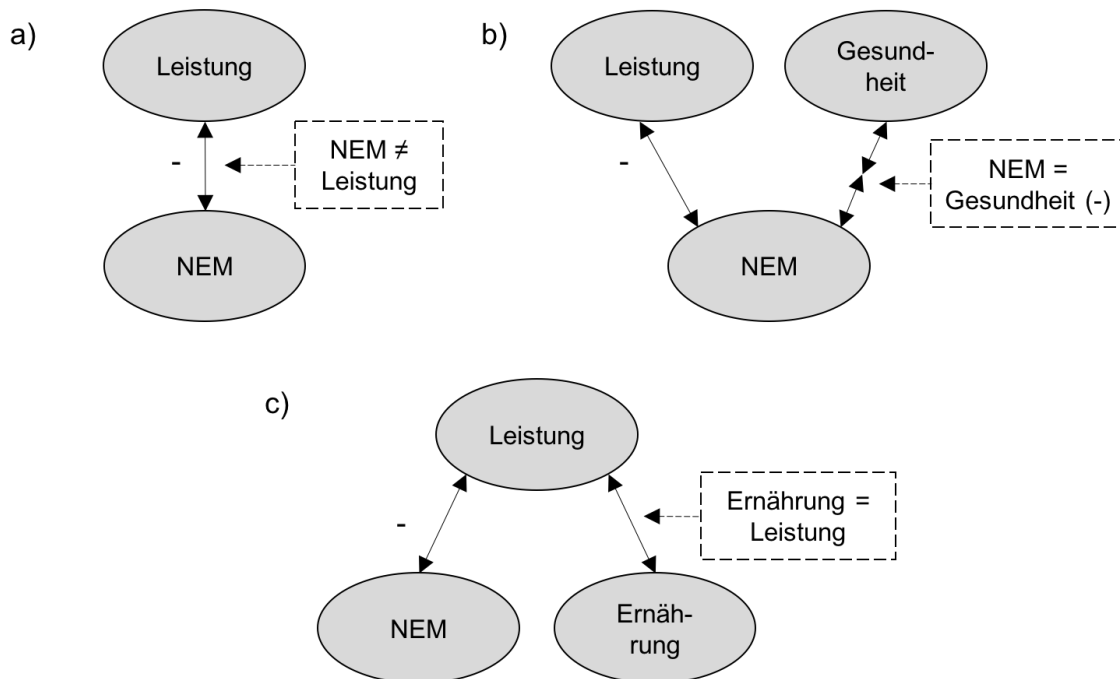 a)
Leistung
-
NEM ≠
Leistung
NEM
b)
Leistung
Gesund-
heit
-
NEM =
Gesundheit (-)
NEM
c)
Leistung
-
Ernährung =
Leistung
NEM
Ernäh-
rung